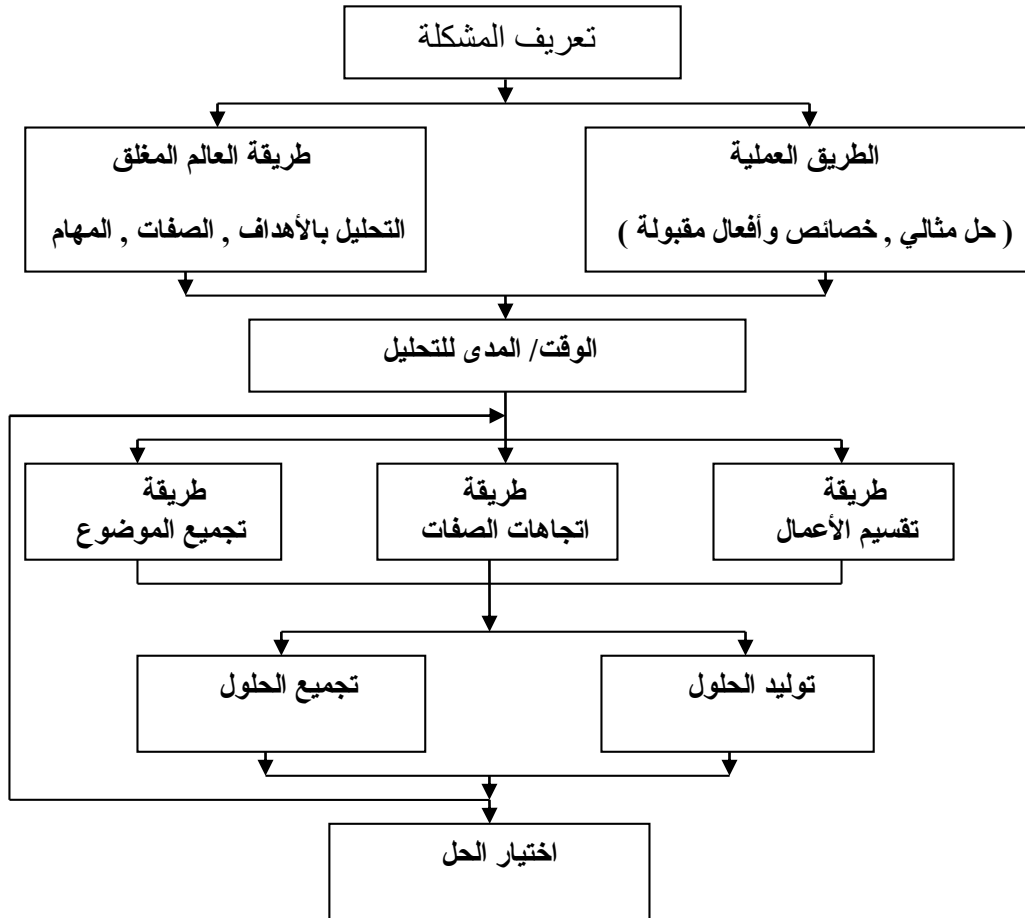 تعريف المشكلة
الطريق العملية
( حل مثالي , خصائص وأفعال مقبولة )
طريقة العالم المغلق
التحليل بالأهداف , الصفات , المهام
الوقت/ المدى للتحليل
طريقة
تقسيم الأعمال
طريقة
اتجاهات الصفات
طريقة
تجميع الموضوع
توليد الحلول
تجميع الحلول
اختيار الحل